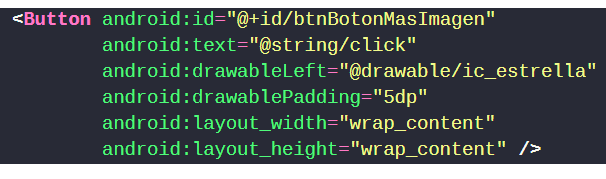 <Button android:id="@+id/btnBotonMasImagen"
android:text="@string/click"
android:drawableLeft="@drawable/ic_estrella"
android:drawablePadding="5dp"
android:layout_width="wrap_content"
android:layout_height="wrap_content" />